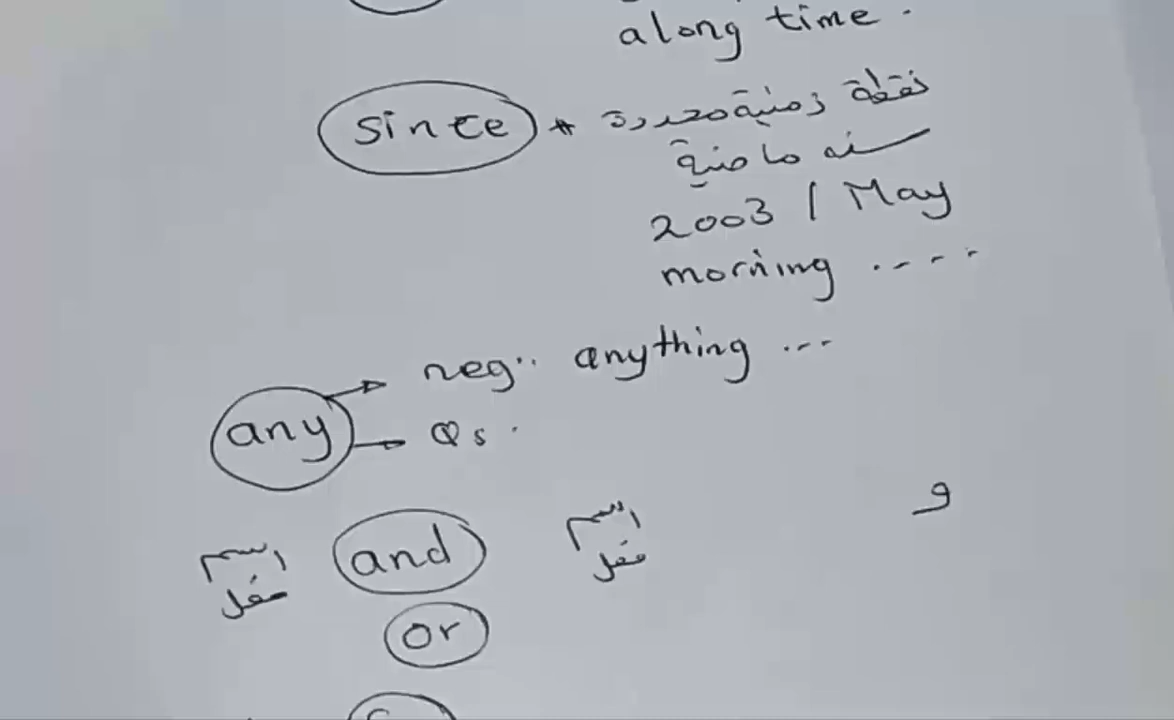 along time.
since * نقطة زمنية محددة
سنه ماضية
2003 / May
morning ....
any → neg.. anything ...
→ Qs.
اسم and اسم و
فعل فعل
or